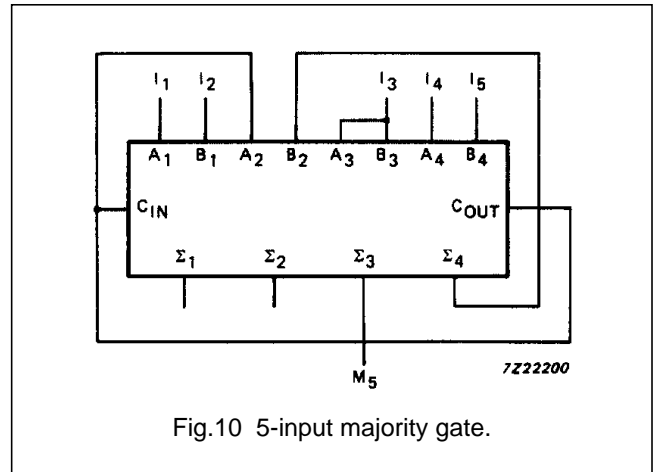 I1 I2 I3 I4 I5
A1 B1 A2 B2 A3 B3 A4 B4
CIN COUT
Σ1 Σ2 Σ3 Σ4
M5 7Z22200
Fig.10 5-input majority gate.